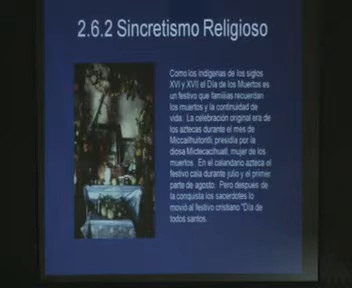 2.6.2 Sincretismo Religioso
Como los indígenas de los siglos
XVI y XVII el Día de los Muertos es
un festivo que familias recuerdan
los muertos y la continuidad de
vida. La celebración original era de
los aztecas durante el mes de
Miccailhuitontli, presidia por la
diosa Mictecacihuatl, mujer de los
muertos. En el calandario azteca el
festivo caía durante julio y el primer
parte de agosto. Pero despues de
la conquista los sacerdotes lo
movió al festivo cristiano "Día de
todos santos.